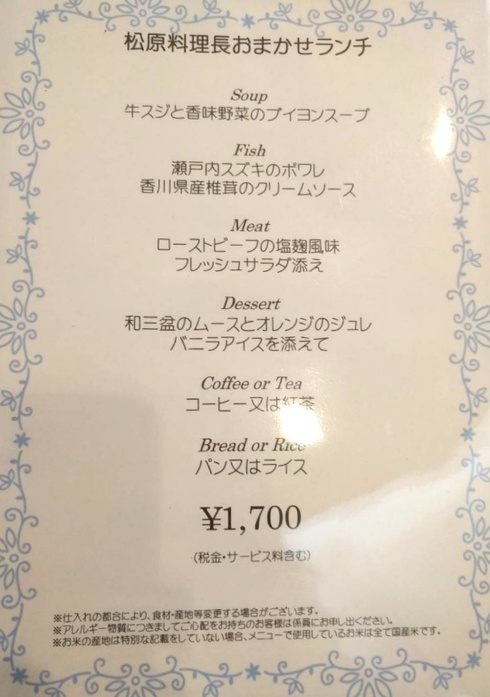 松原料理長おまかせランチ
Soup
牛スジと香味野菜のブイヨンスープ
Fish
瀬戸内スズキのポワレ
香川県産椎茸のクリームソース
Meat
ローストビーフの塩麹風味
フレッシュサラダ添え
Dessert
和三盆のムースとオレンジのジュレ
バニラアイスを添えて
Coffee or Tea
コーヒー又は紅茶
Bread or Rice
パン又はライス
¥1,700
(税金・サービス料含む)
※仕入れの都合により、食材・産地等変更する場合がございます。
※アレルギー物質につきましてご心配をお持ちのお客様は係員にお申し出ください。
※お米の産地は特別な記載をしていない場合、メニューで使用しているお米は全て国産米です。